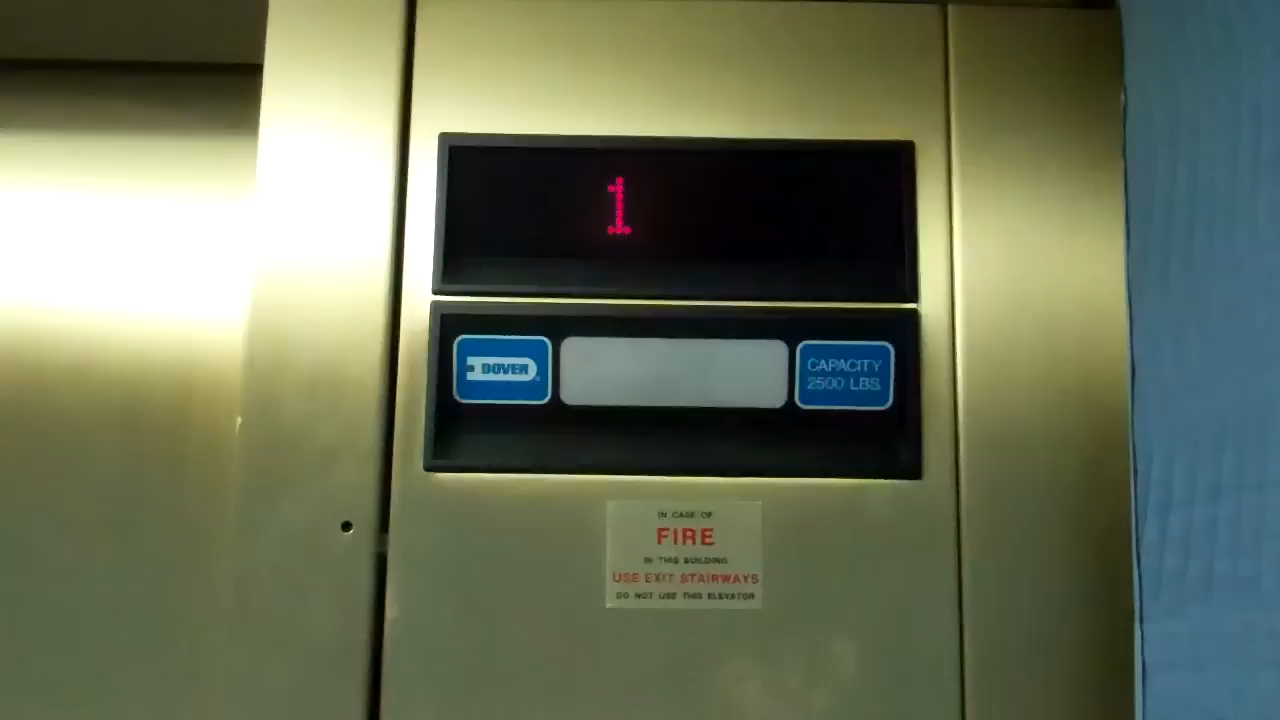 1
DOVER
CAPACITY
2500 LBS.
IN CASE OF
FIRE
IN THIS BUILDING
USE EXIT STAIRWAYS
DO NOT USE THIS ELEVATOR